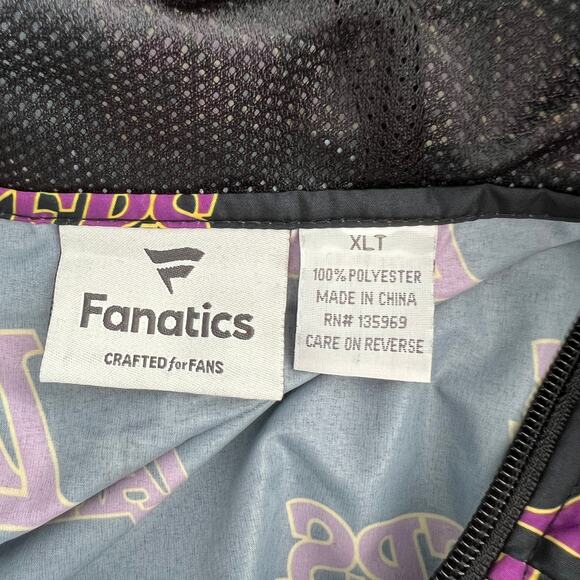 Fanatics
CRAFTED for FANS
XLT
100% POLYESTER
MADE IN CHINA
RN# 135969
CARE ON REVERSE